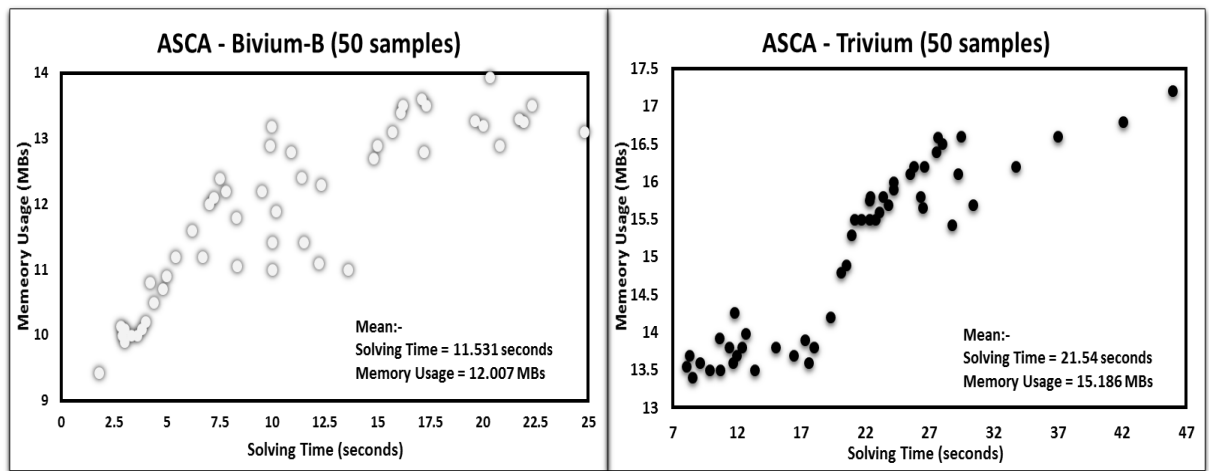 ASCA - Bivium-B (50 samples)
Memeory Usage (MBs)
14
13
12
11
10
9
Mean:-
Solving Time = 11.531 seconds
Memory Usage = 12.007 MBs
0 2.5 5 7.5 10 12.5 15 17.5 20 22.5 25
Solving Time (seconds)
ASCA - Trivium (50 samples)
Memeory Usage (MBs)
17.5
17
16.5
16
15.5
15
14.5
14
13.5
13
Mean:-
Solving Time = 21.54 seconds
Memory Usage = 15.186 MBs
7 12 17 22 27 32 37 42 47
Solving Time (seconds)